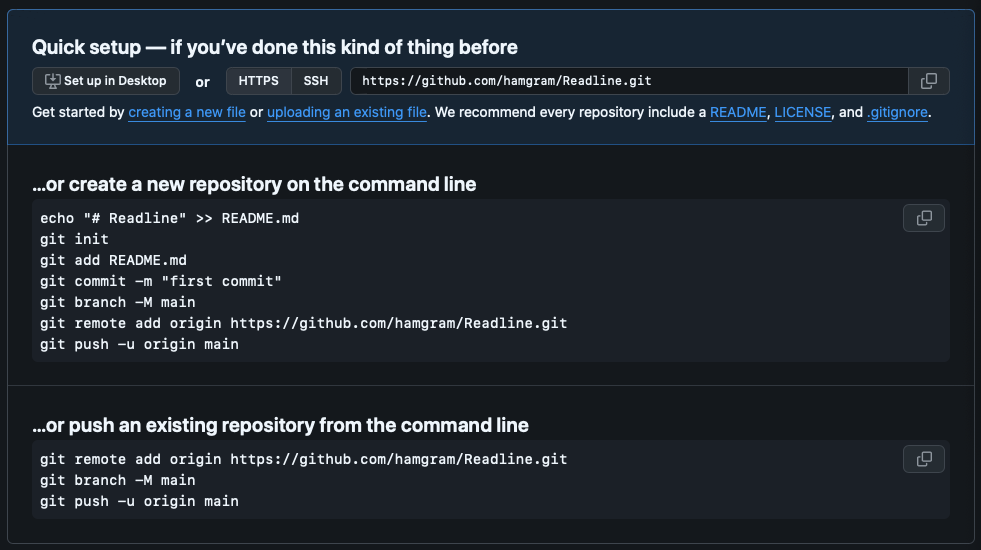 Quick setup — if you've done this kind of thing before
Set up in Desktop or HTTPS SSH https://github.com/hamgram/Readline.git
Get started by creating a new file or uploading an existing file. We recommend every repository include a README, LICENSE, and .gitignore.
…or create a new repository on the command line
echo "# Readline" >> README.md
git init
git add README.md
git commit -m "first commit"
git branch -M main
git remote add origin https://github.com/hamgram/Readline.git
git push -u origin main
…or push an existing repository from the command line
git remote add origin https://github.com/hamgram/Readline.git
git branch -M main
git push -u origin main